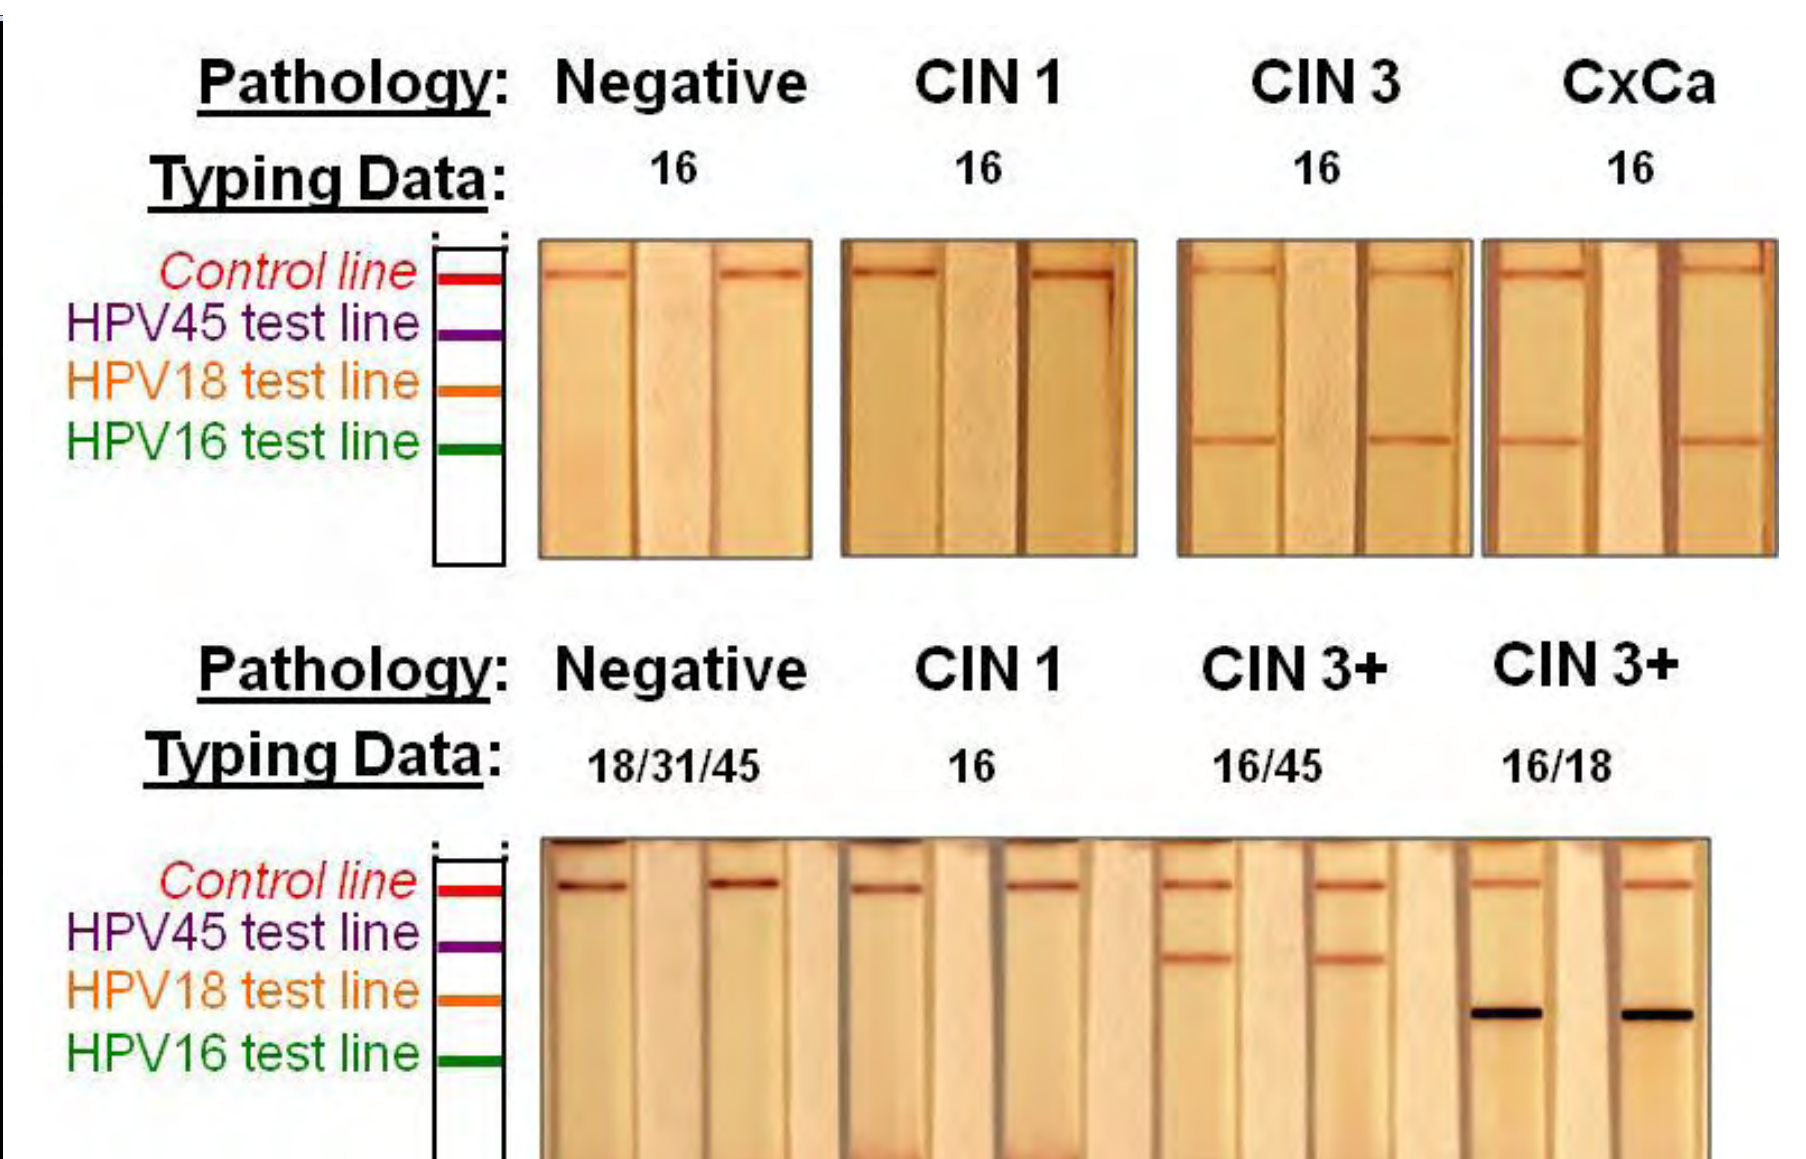 Pathology: Negative CIN 1 CIN 3 CxCa
Typing Data: 16 16 16 16
Control line
HPV45 test line
HPV18 test line
HPV16 test line
Pathology: Negative CIN 1 CIN 3+ CIN 3+
Typing Data: 18/31/45 16 16/45 16/18
Control line
HPV45 test line
HPV18 test line
HPV16 test line